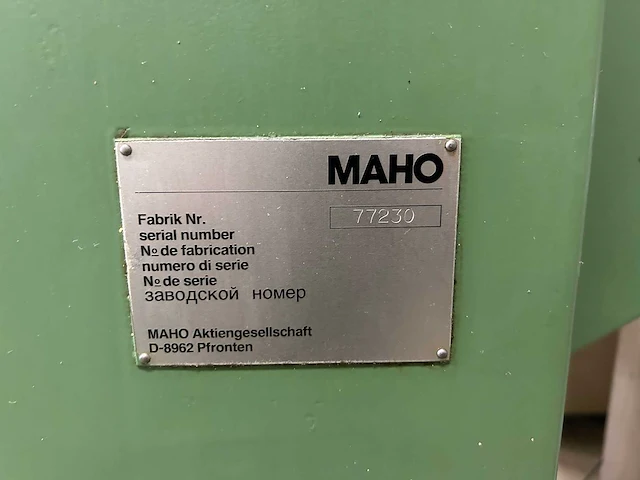 MAHO
Fabrik Nr. 77230
serial number
No de fabrication
numero di serie
No de serie
заводской номер
MAHO Aktiengesellschaft
D-8962 Pfronten